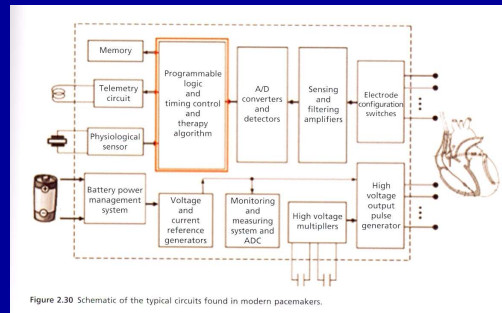 Memory
Telemetry
circuit
Physiological
sensor
Programmable
logic
and
timing control
and
therapy
algorithm
A/D
converters
and
detectors
Sensing
and
filtering
amplifiers
Electrode
configuration
switches
Battery power
management
system
Voltage
and
current
reference
generators
Monitoring
and
measuring
system and
ADC
High voltage
multipliers
High
voltage
output
pulse
generator
Figure 2.30 Schematic of the typical circuits found in modern pacemakers.